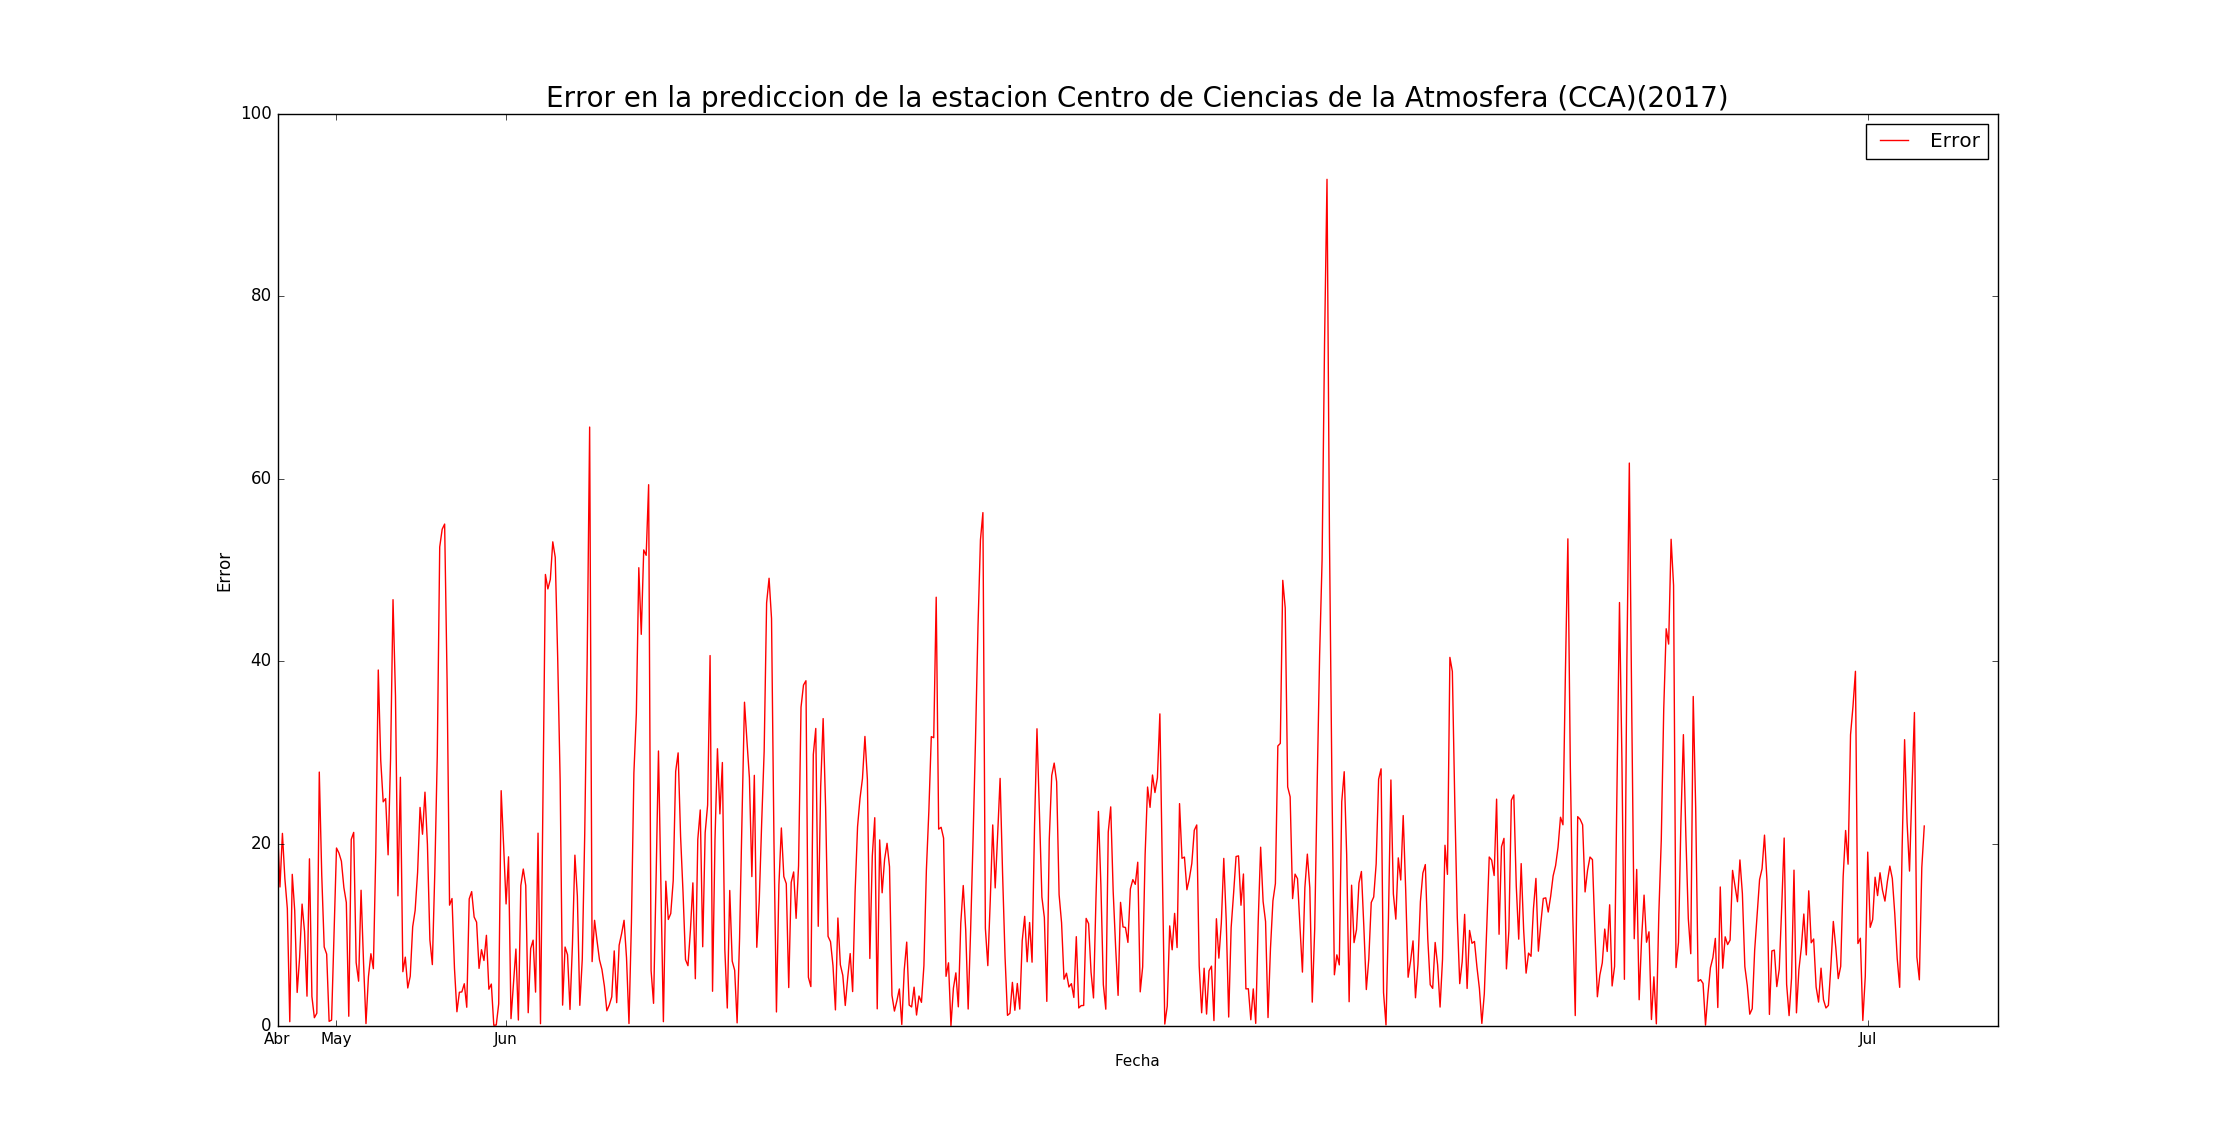 Error en la prediccion de la estacion Centro de Ciencias de la Atmosfera (CCA)(2017)
100
80
60
40
20
0
Error
Error
Abr May Jun Jul
Fecha